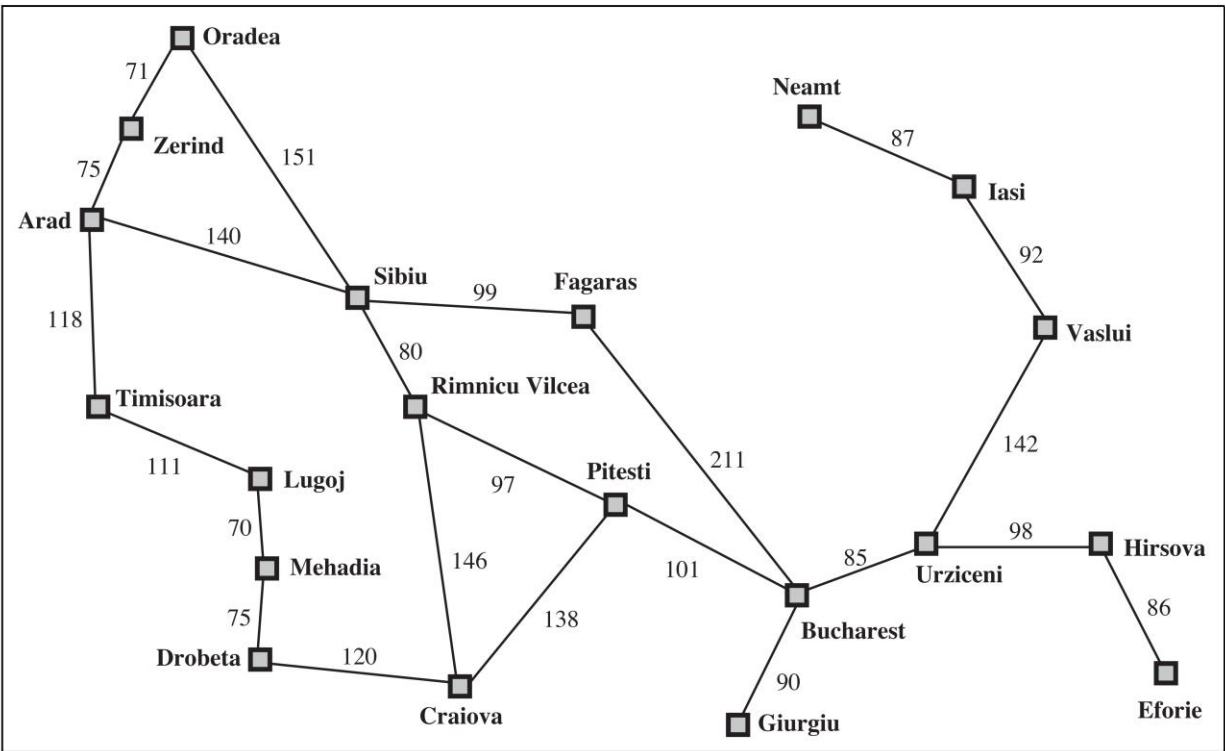 Oradea
71
Neamt
Zerind
87
75
151
Iasi
Arad
140
92
Sibiu
Fagaras
99
118
Vaslui
80
Timisoara
Rimnicu Vilcea
142
111
Lugoj
97
Pitesti
211
70
98
Hirsova
Mehadia
146
101
85
Urziceni
86
75
138
Bucharest
Drobeta
120
90
Craiova
Giurgiu
Eforie